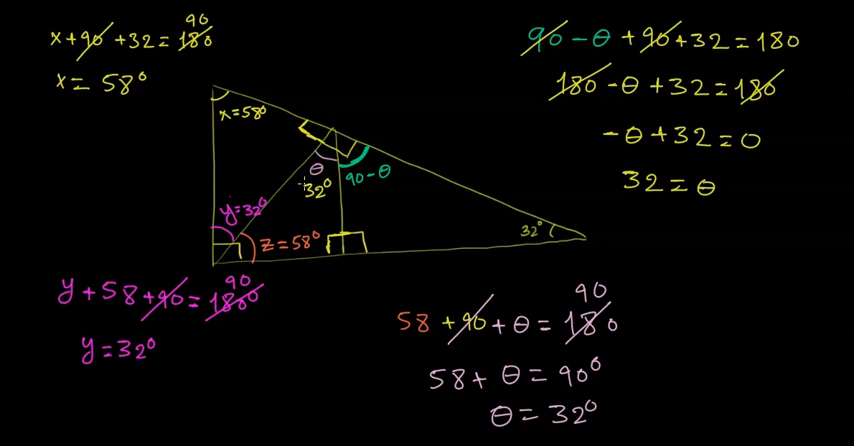 x + 90 + 32 = 180
90
x = 58°
90 - θ + 90 + 32 = 180
180 - θ + 32 = 180
- θ + 32 = 0
32 = θ
x = 58°
θ
32°
90 - θ
y = 32°
z = 58°
32°
y + 58 + 90 = 180
90
y = 32°
58 + 90 + θ = 180
90
58 + θ = 90°
θ = 32°